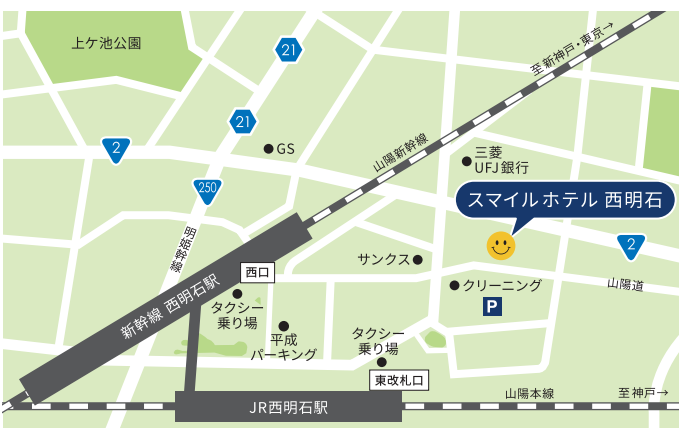 上ケ池公園
21
至新神戸・東京→
21
2
GS
山陽新幹線
三菱
UFJ銀行
250
スマイルホテル 西明石
明姫幹線
2
西口
サンクス
新幹線 西明石駅
クリーニング
山陽道
タクシー
乗り場
P
平成
パーキング
タクシー
乗り場
東改札口
山陽本線
至神戸→
JR西明石駅